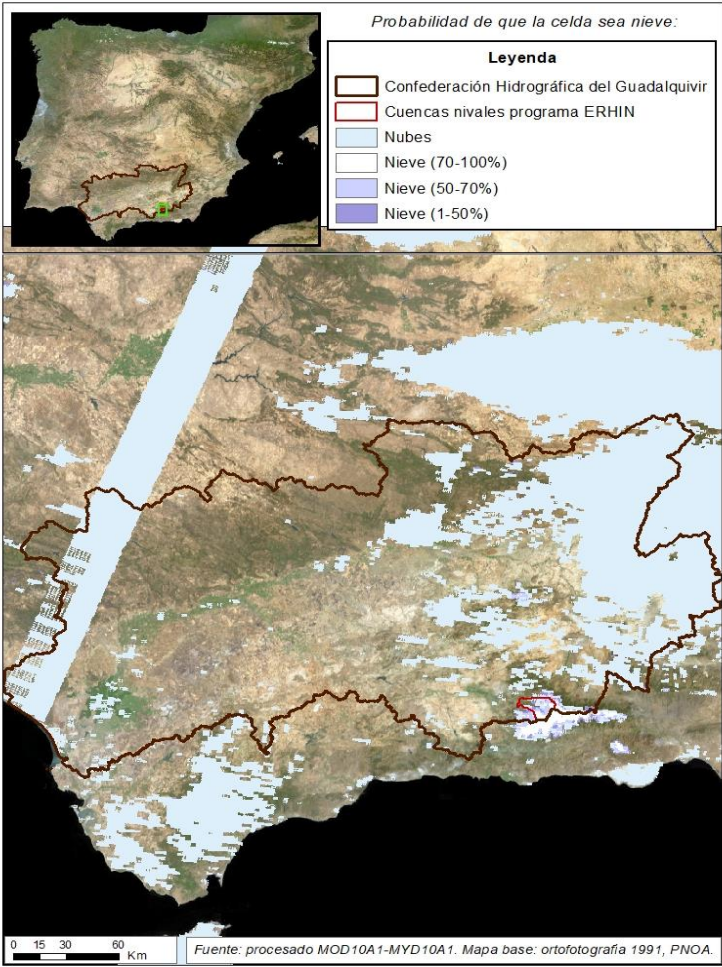 Probabilidad de que la celda sea nieve:
Leyenda
Confederación Hidrográfica del Guadalquivir
Cuencas nivales programa ERHIN
Nubes
Nieve (70-100%)
Nieve (50-70%)
Nieve (1-50%)
0 15 30 60
Km
Fuente: procesado MOD10A1-MYD10A1. Mapa base: ortofotografía 1991, PNOA.